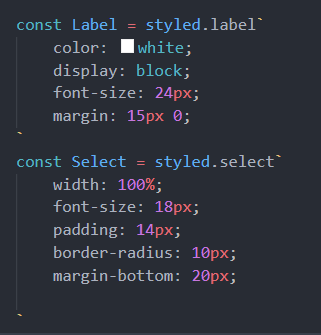 const Label = styled.label`
    color: white;
    display: block;
    font-size: 24px;
    margin: 15px 0;
`
const Select = styled.select`
    width: 100%;
    font-size: 18px;
    padding: 14px;
    border-radius: 10px;
    margin-bottom: 20px;
`